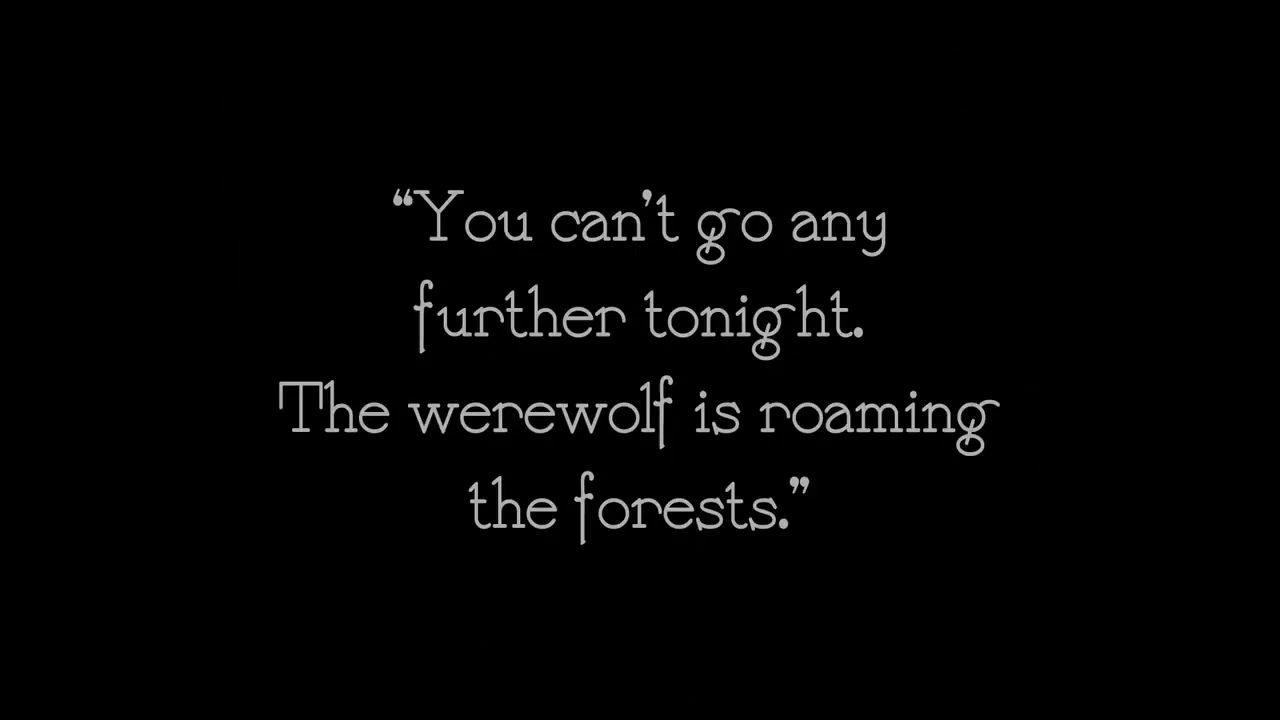 “You can’t go any
further tonight.
The werewolf is roaming
the forests.”